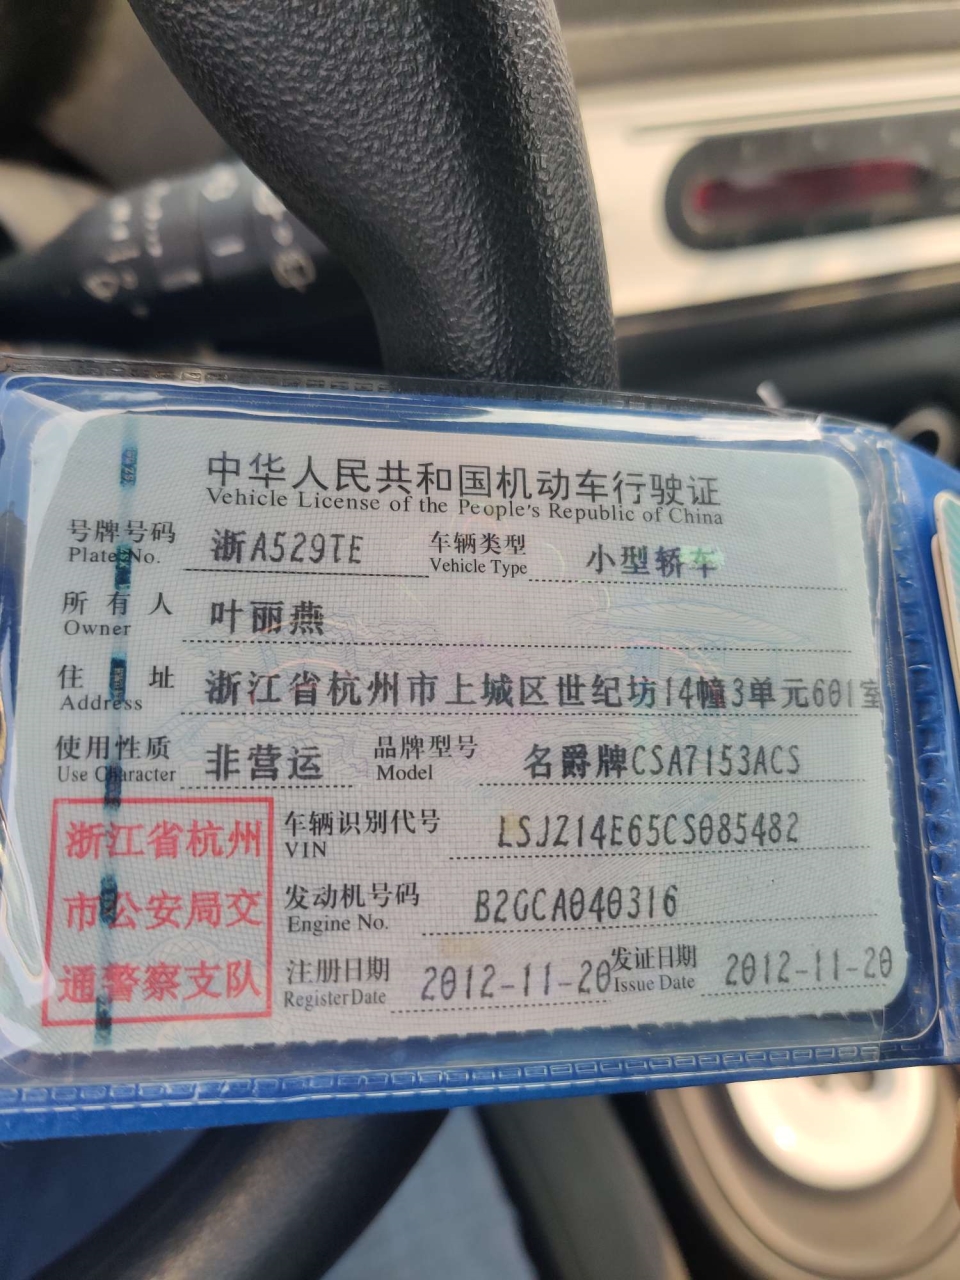 中华人民共和国机动车行驶证
Vehicle License of the People's Republic of China
号牌号码 浙A529TE 车辆类型 小型轿车
Plate No. Vehicle Type
所有人 叶丽燕
Owner
住址 浙江省杭州市上城区世纪坊14幢3单元601室
Address
使用性质 非营运 品牌型号 名爵牌CSA7153ACS
Use Character Model
浙江省杭州
市公安局交
通警察支队
车辆识别代号 LSJZ14E65CS085482
VIN
发动机号码 B2GCA040316
Engine No.
注册日期 2012-11-20 发证日期 2012-11-20
Register Date Issue Date